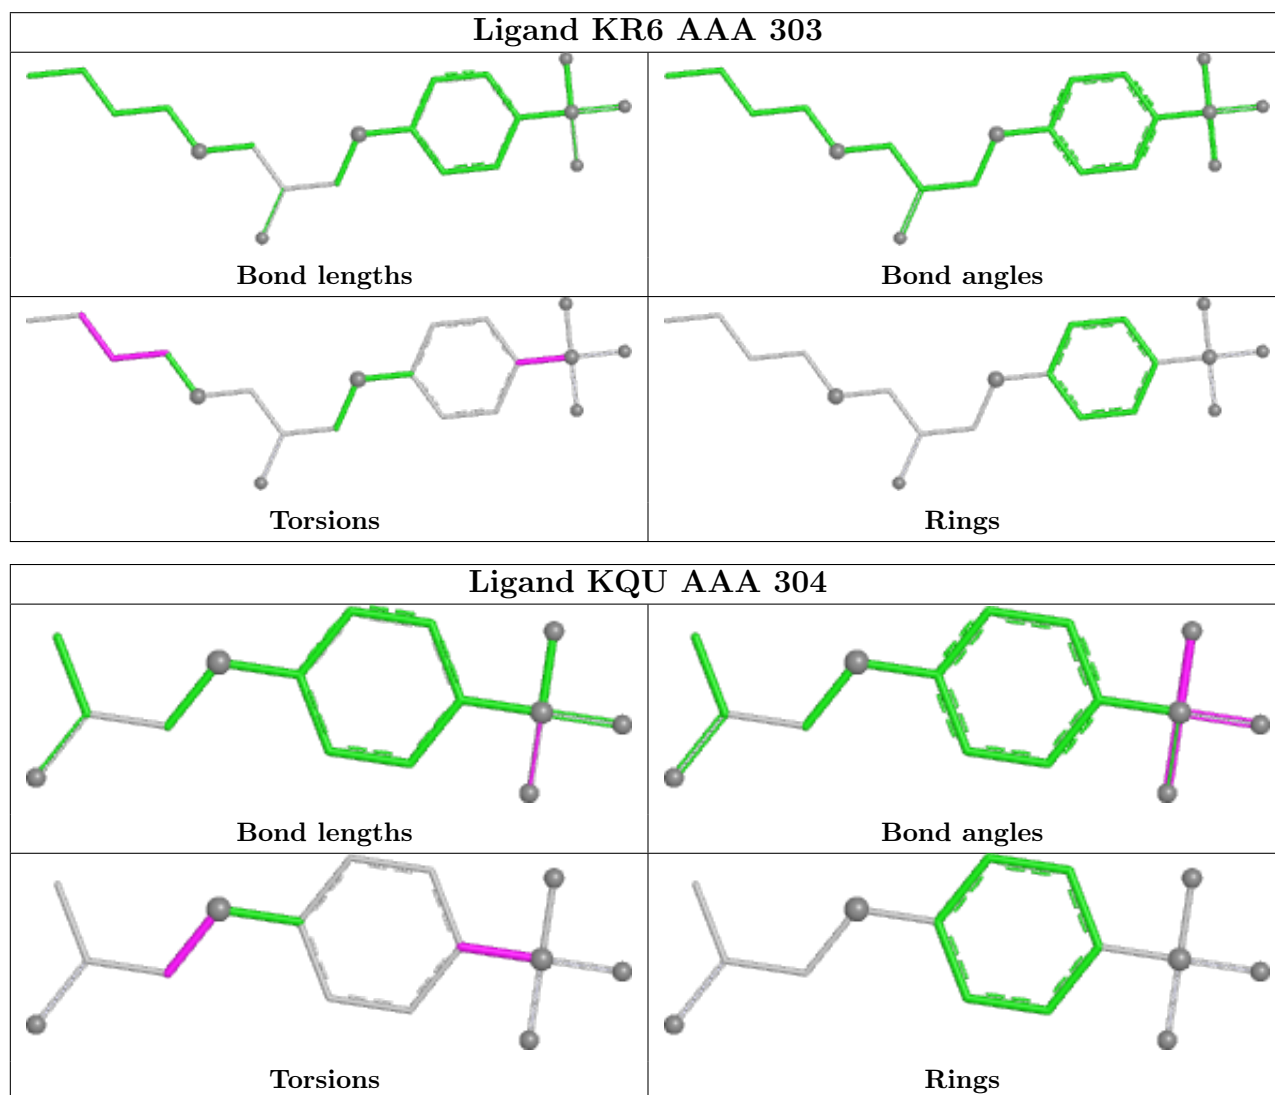 Ligand KR6 AAA 303
Bond lengths
Bond angles
Torsions
Rings
Ligand KQU AAA 304
Bond lengths
Bond angles
Torsions
Rings